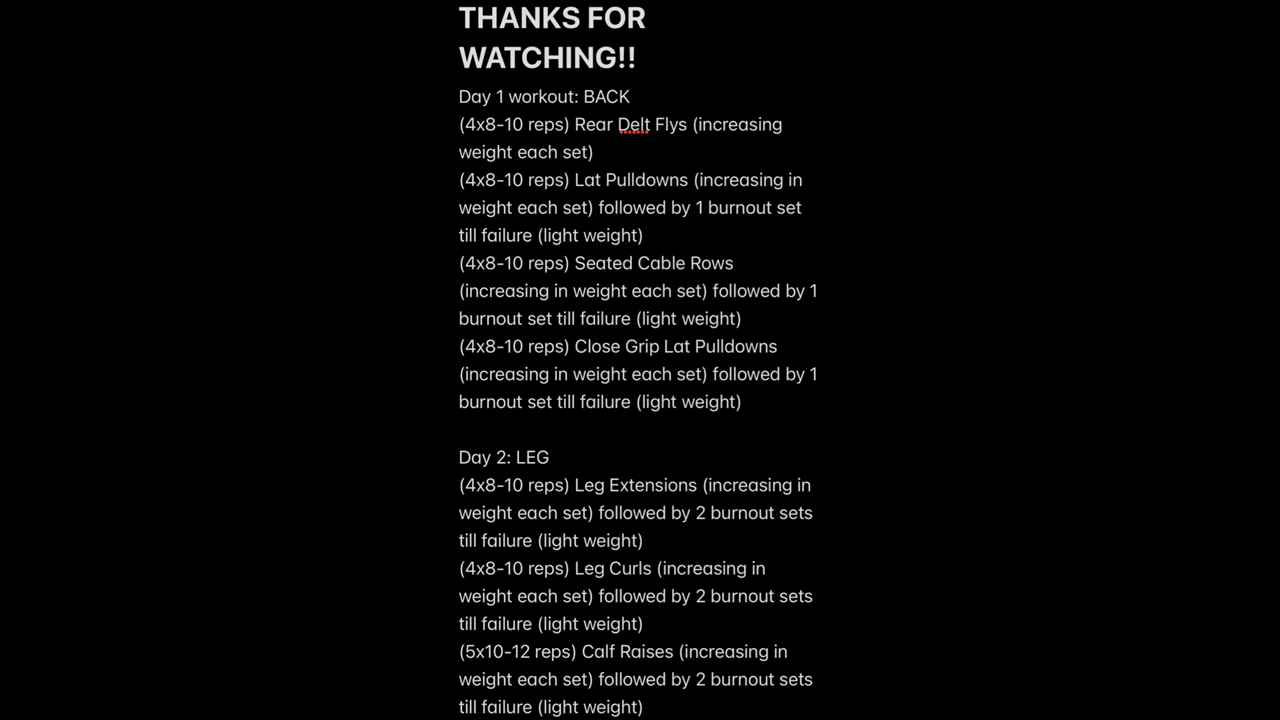 THANKS FOR
WATCHING!!
Day 1 workout: BACK
(4x8-10 reps) Rear Delt Flys (increasing
weight each set)
(4x8-10 reps) Lat Pulldowns (increasing in
weight each set) followed by 1 burnout set
till failure (light weight)
(4x8-10 reps) Seated Cable Rows
(increasing in weight each set) followed by 1
burnout set till failure (light weight)
(4x8-10 reps) Close Grip Lat Pulldowns
(increasing in weight each set) followed by 1
burnout set till failure (light weight)
Day 2: LEG
(4x8-10 reps) Leg Extensions (increasing in
weight each set) followed by 2 burnout sets
till failure (light weight)
(4x8-10 reps) Leg Curls (increasing in
weight each set) followed by 2 burnout sets
till failure (light weight)
(5x10-12 reps) Calf Raises (increasing in
weight each set) followed by 2 burnout sets
till failure (light weight)